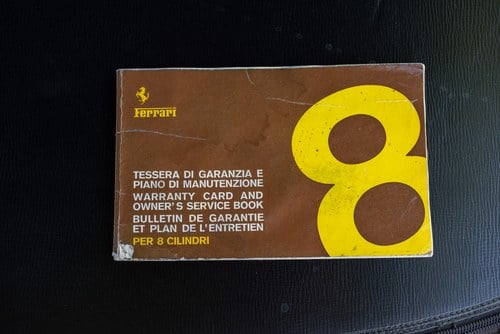 Ferrari
8
TESSERA DI GARANZIA E
PIANO DI MANUTENZIONE
WARRANTY CARD AND
OWNER'S SERVICE BOOK
BULLETIN DE GARANTIE
ET PLAN DE L'ENTRETIEN
PER 8 CILINDRI